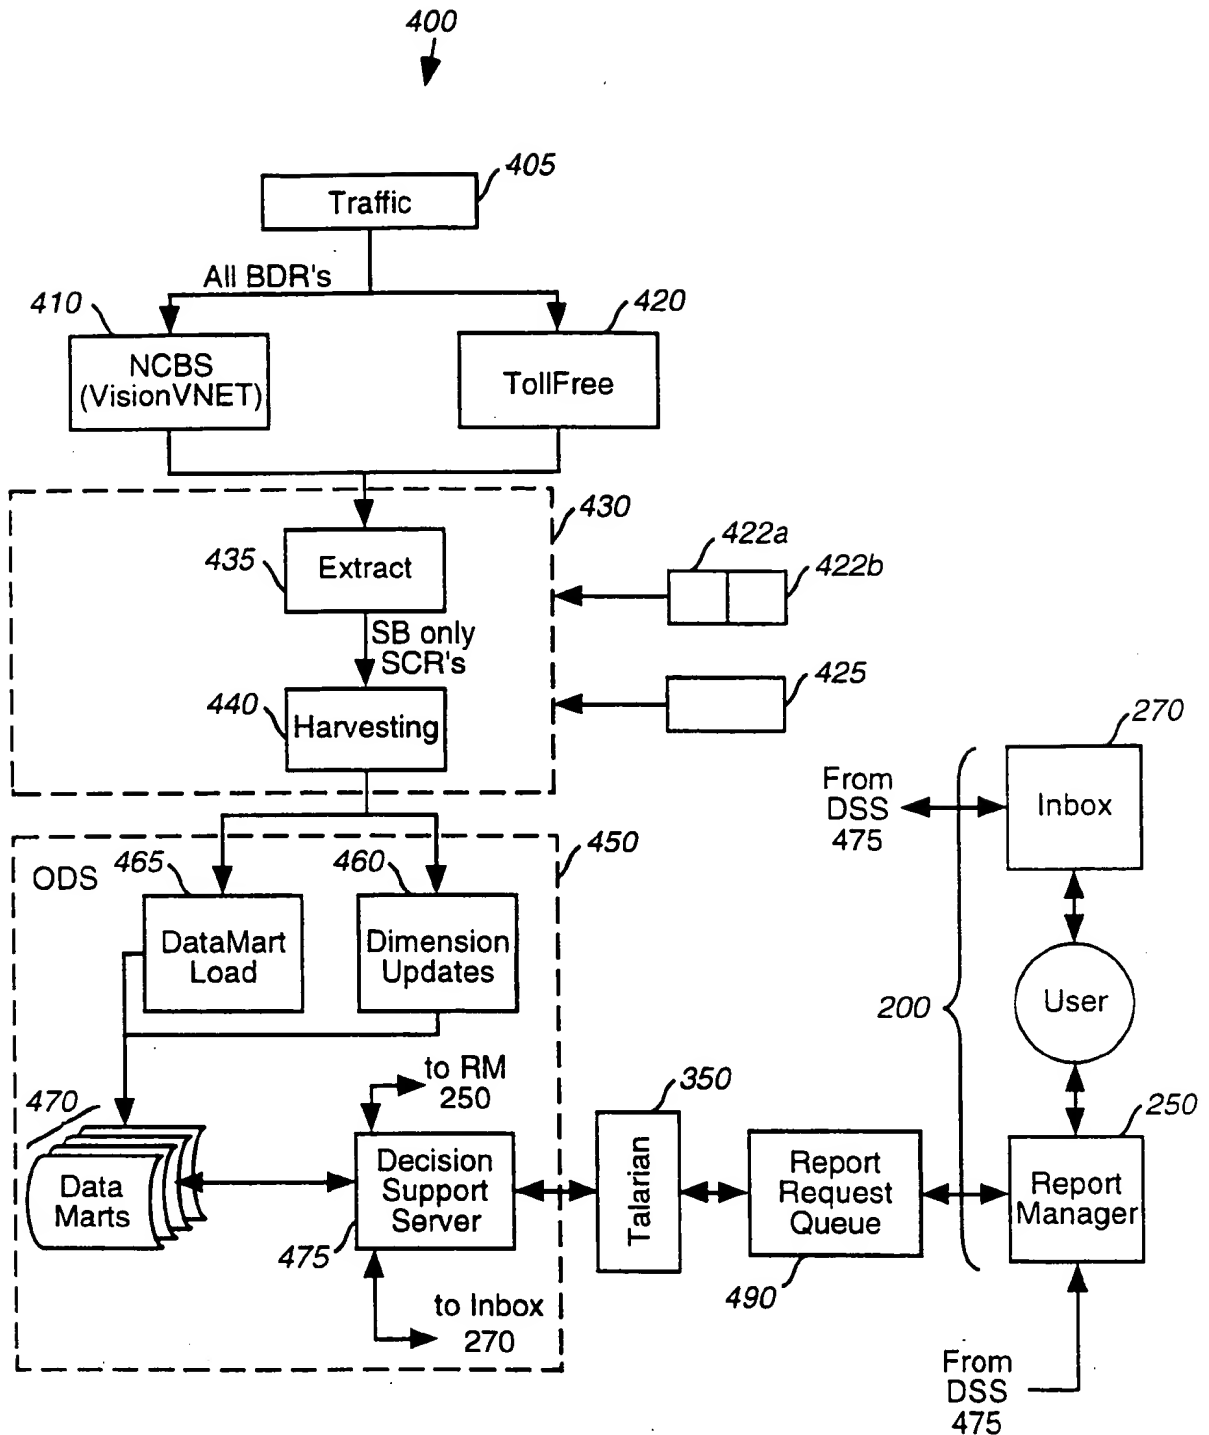 400
405
Traffic
All BDR's
410
420
NCBS
(VisionVNET)
TollFree
430
435
Extract
422a
422b
SB only
SCR's
425
440
Harvesting
270
From
DSS
475
Inbox
450
ODS
465
460
DataMart
Load
Dimension
Updates
200
User
to RM
250
470
350
250
Data
Marts
Decision
Support
Server
475
Talarian
Report
Request
Queue
490
Report
Manager
to Inbox
270
From
DSS
475